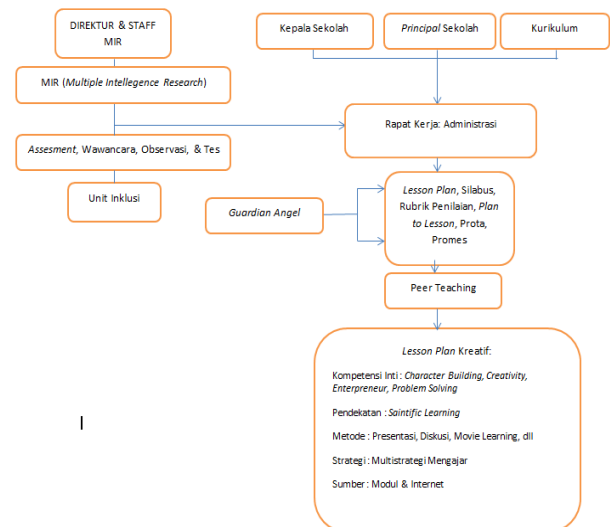 DIREKTUR & STAFF
MIR
Kepala Sekolah
Principal Sekolah
Kurikulum
MIR (Multiple Intellegence Research)
Rapat Kerja: Administrasi
Assesment, Wawancara, Observasi, & Tes
Unit Inklusi
Guardian Angel
Lesson Plan, Silabus,
Rubrik Penilaian, Plan
to Lesson, Prota,
Promes
Peer Teaching
Lesson Plan Kreatif:
Kompetensi Inti : Character Building, Creativity,
Enterpreneur, Problem Solving
Pendekatan : Saintific Learning
Metode : Presentasi, Diskusi, Movie Learning, dll
Strategi : Multistrategi Mengajar
Sumber : Modul & Internet